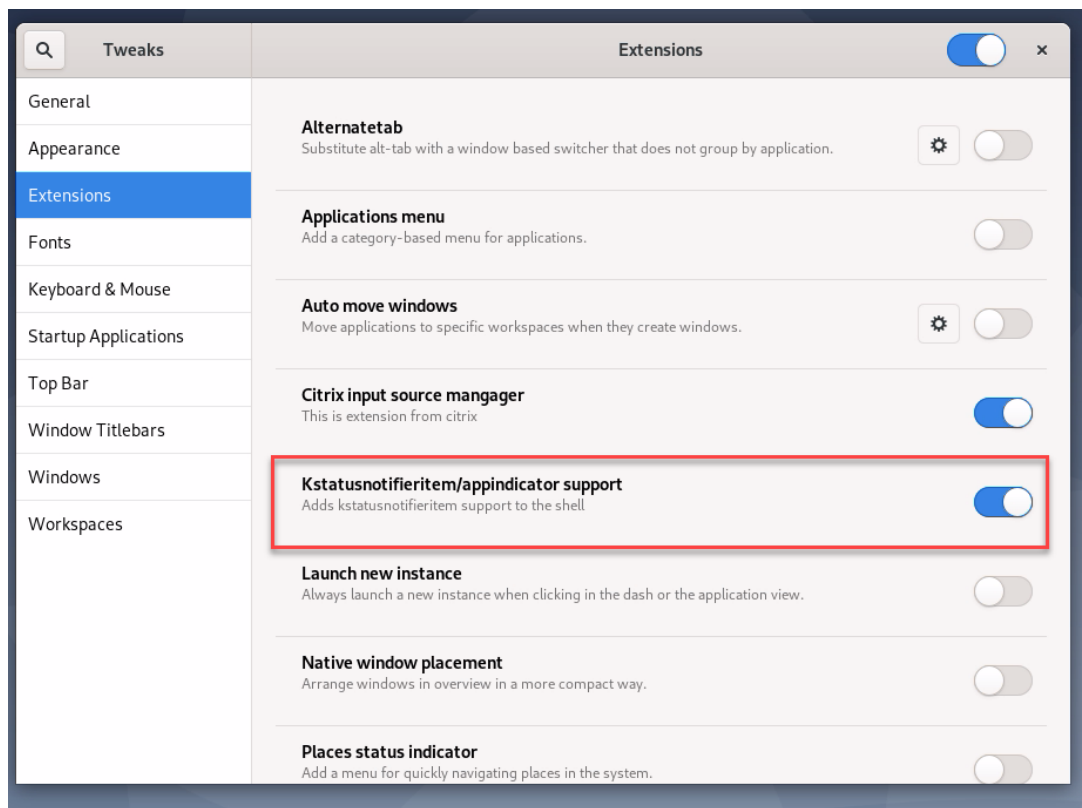 Tweaks
Extensions
General
Appearance
Extensions
Fonts
Keyboard & Mouse
Startup Applications
Top Bar
Window Titlebars
Windows
Workspaces
Alternatetab
Substitute alt-tab with a window based switcher that does not group by application.
Applications menu
Add a category-based menu for applications.
Auto move windows
Move applications to specific workspaces when they create windows.
Citrix input source mangager
This is extension from citrix
Kstatusnotifieritem/appindicator support
Adds kstatusnotifieritem support to the shell
Launch new instance
Always launch a new instance when clicking in the dash or the application view.
Native window placement
Arrange windows in overview in a more compact way.
Places status indicator
Add a menu for quickly navigating places in the system.